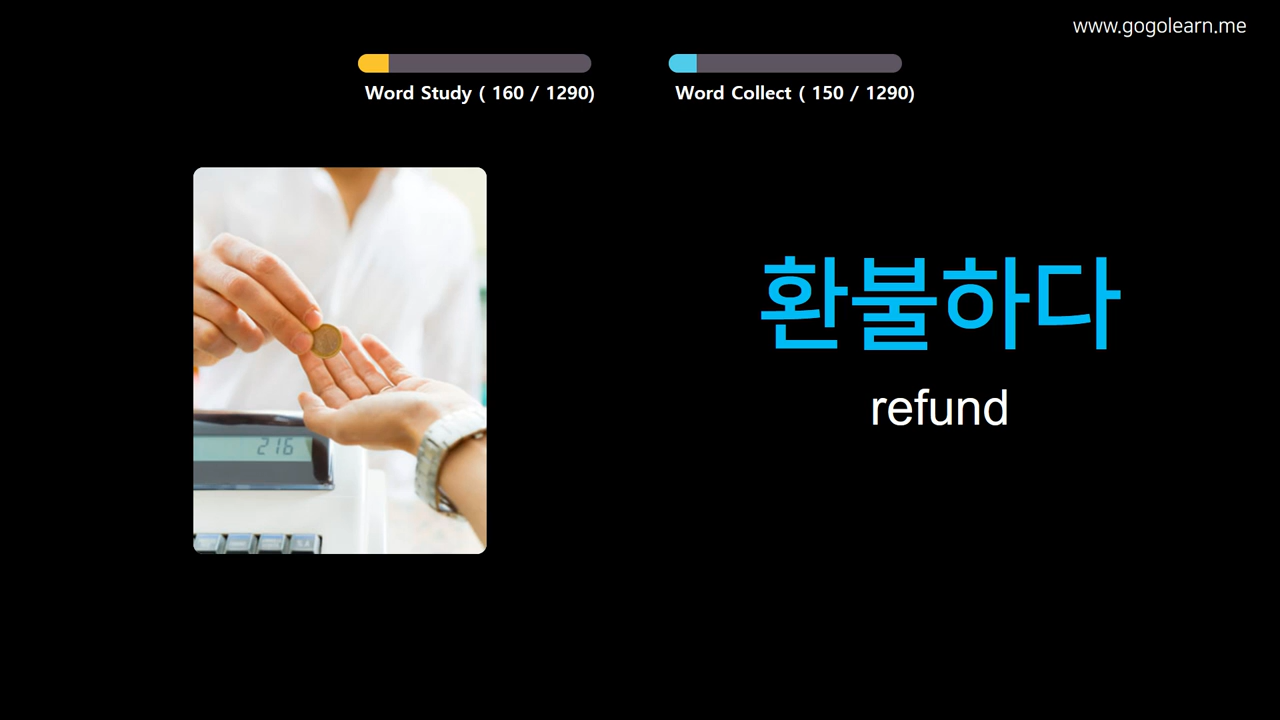 www.gogolearn.me
Word Study ( 160 / 1290)
Word Collect ( 150 / 1290)
환불하다
refund
216